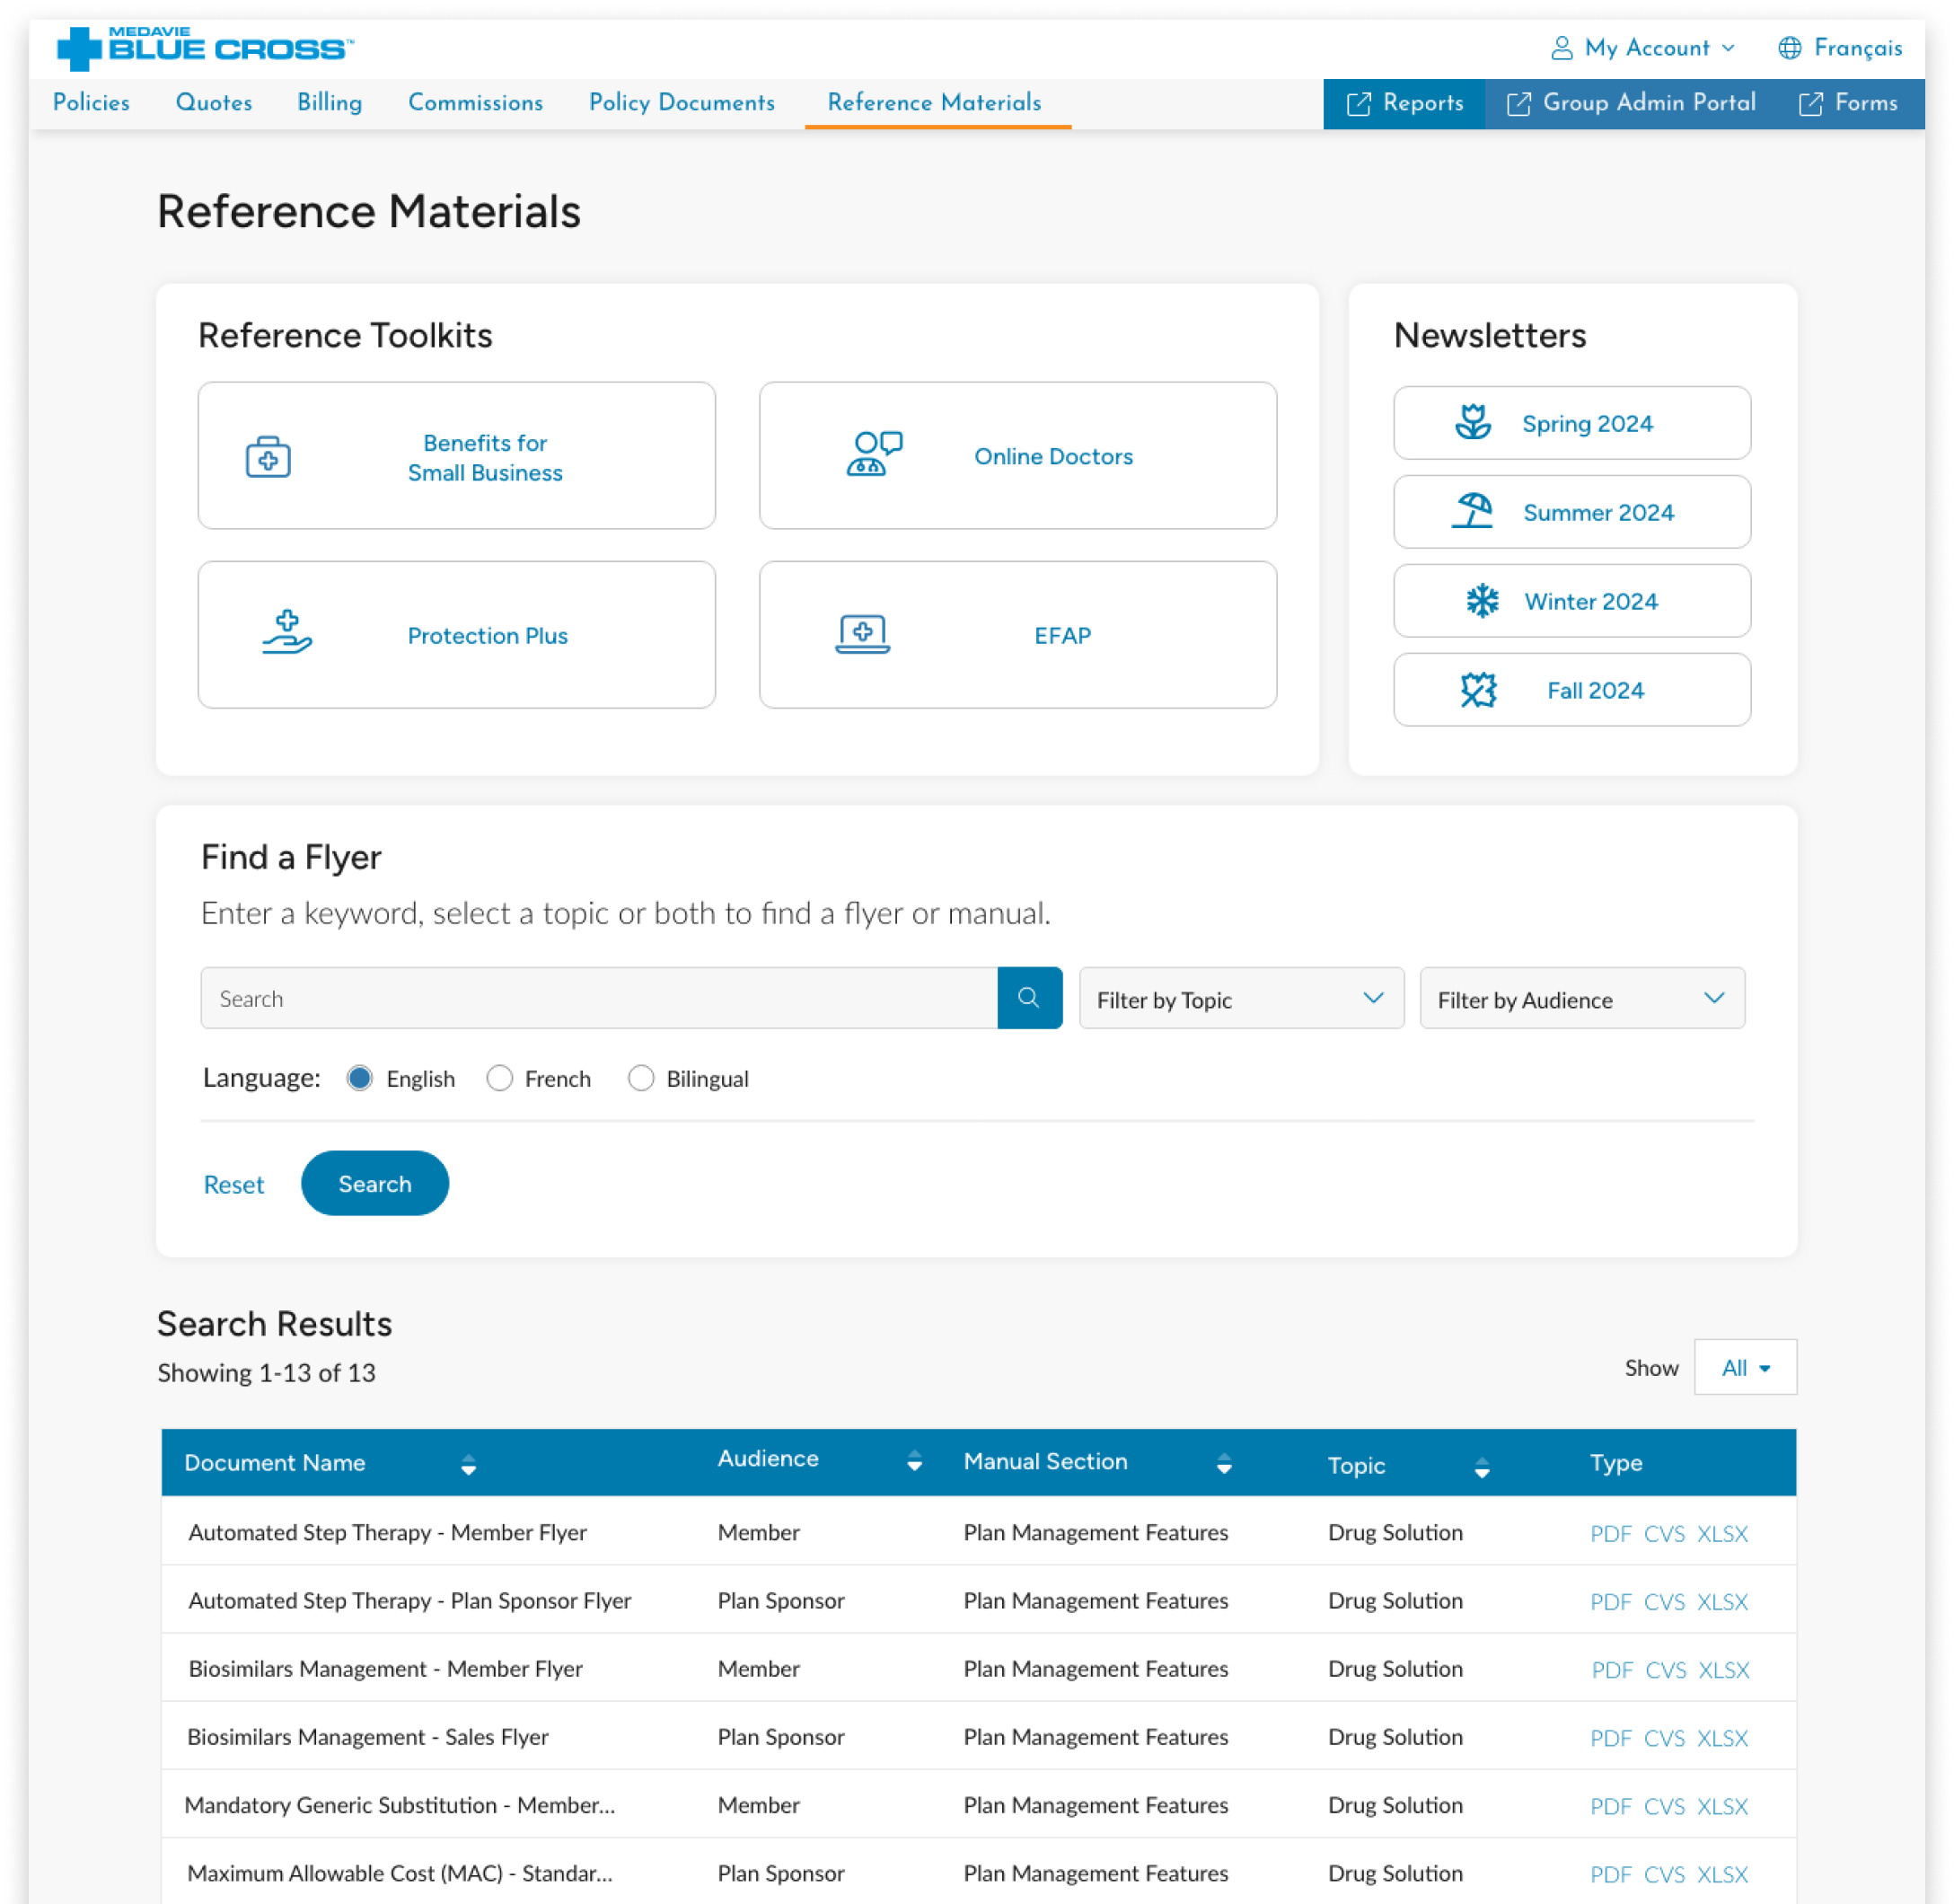 MEDAVIE
BLUE CROSS™
My Account
Français
Policies Quotes Billing Commissions Policy Documents Reference Materials Reports Group Admin Portal Forms
Reference Materials
Reference Toolkits
Benefits for
Small Business
Online Doctors
Protection Plus
EFAP
Newsletters
Spring 2024
Summer 2024
Winter 2024
Fall 2024
Find a Flyer
Enter a keyword, select a topic or both to find a flyer or manual.
Search
Filter by Topic
Filter by Audience
Language: English French Bilingual
Reset Search
Search Results
Showing 1-13 of 13
Show All
Document Name Audience Manual Section Topic Type
Automated Step Therapy - Member Flyer Member Plan Management Features Drug Solution PDF CVS XLSX
Automated Step Therapy - Plan Sponsor Flyer Plan Sponsor Plan Management Features Drug Solution PDF CVS XLSX
Biosimilars Management - Member Flyer Member Plan Management Features Drug Solution PDF CVS XLSX
Biosimilars Management - Sales Flyer Plan Sponsor Plan Management Features Drug Solution PDF CVS XLSX
Mandatory Generic Substitution - Member... Member Plan Management Features Drug Solution PDF CVS XLSX
Maximum Allowable Cost (MAC) - Standar... Plan Sponsor Plan Management Features Drug Solution PDF CVS XLSX